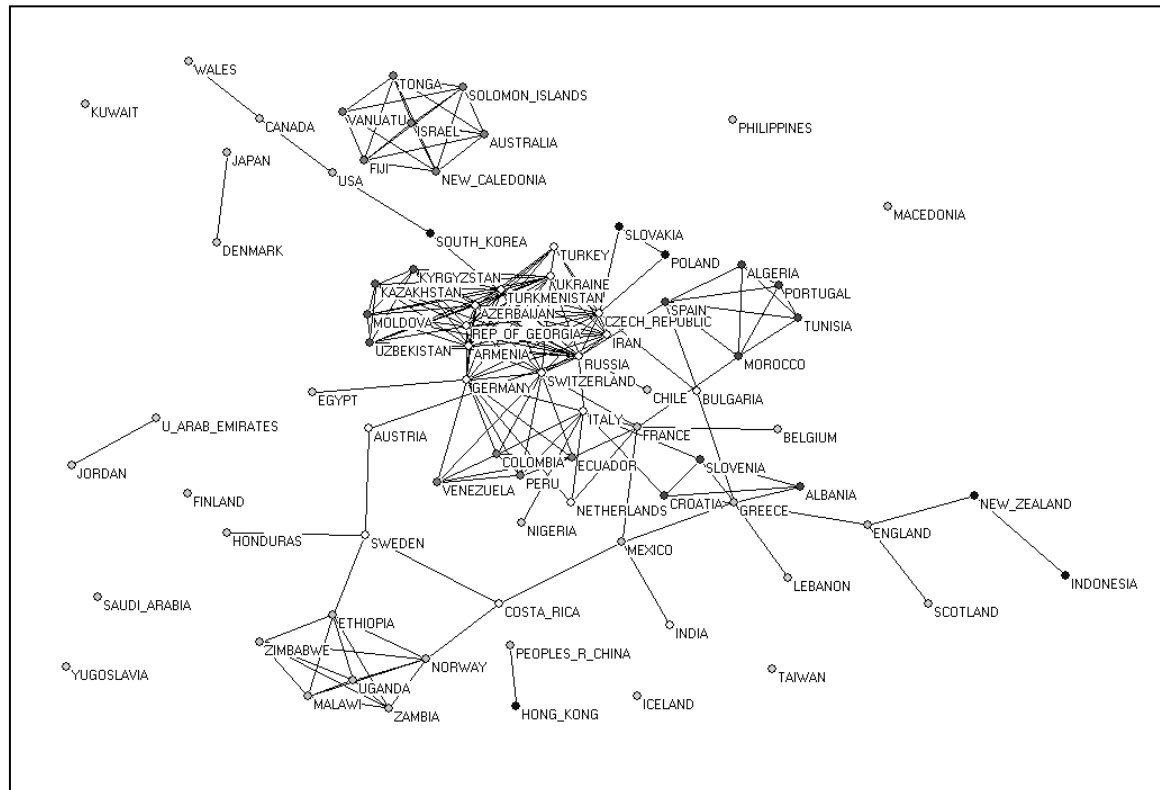 WALES
TONGA
SOLOMON_ISLANDS
KUWAIT
VANUATU
CANADA
ISRAEL
PHILIPPINES
AUSTRALIA
JAPAN
FIJI
USA
NEW_CALEDONIA
MACEDONIA
DENMARK
SOUTH_KOREA
SLOVAKIA
TURKEY
POLAND
ALGERIA
KYRGYZSTAN
UKRAINE
KAZAKHSTAN
TURKMENISTAN
PORTUGAL
SPAIN
AZERBAIJAN
MOLDOVA
CZECH_REPUBLIC
TUNISIA
REP OF GEORGIA
IRAN
UZBEKISTAN
ARMENIA
RUSSIA
MOROCCO
GERMANY
SWITZERLAND
EGYPT
CHILE
BULGARIA
ITALY
U_ARAB_EMIRATES
AUSTRIA
FRANCE
BELGIUM
COLOMBIA
ECUADOR
SLOVENIA
JORDAN
PERU
VENEZUELA
ALBANIA
FINLAND
NETHERLANDS
CROATIA
GREECE
NEW_ZEALAND
NIGERIA
ENGLAND
HONDURAS
SWEDEN
MEXICO
LEBANON
INDONESIA
SAUDI_ARABIA
COSTA_RICA
SCOTLAND
ETHIOPIA
INDIA
ZIMBABWE
PEOPLES_R_CHINA
NORWAY
YUGOSLAVIA
TAIWAN
UGANDA
MALAWI
ICELAND
ZAMBIA
HONG_KONG